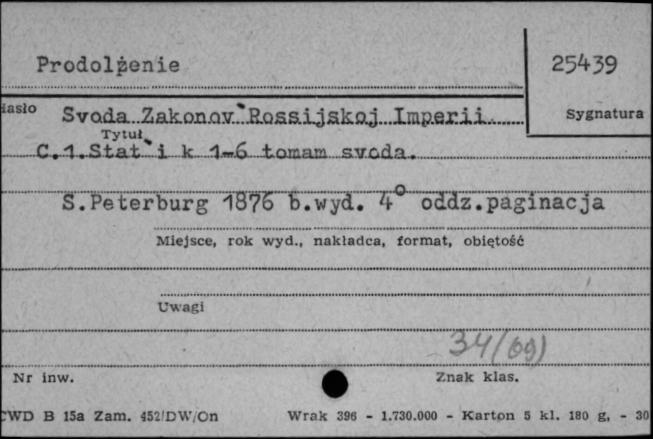 Prodolżenie
25439
Hasło
Svoda Zakonov`Rossijskoj Imperii
Sygnatura
Tytuł
C.1.Stat`i k 1-6 tomam svoda.
S.Peterburg 1876 b.wyd. 4° oddz.paginacja
Miejsce, rok wyd., nakładca, format, objętość
Uwagi
34(09)
Nr inw.
Znak klas.
CWD B 15a Zam. 452/DW/On
Wrak 396 - 1.730.000 - Karton 5 kl. 180 g, - 30